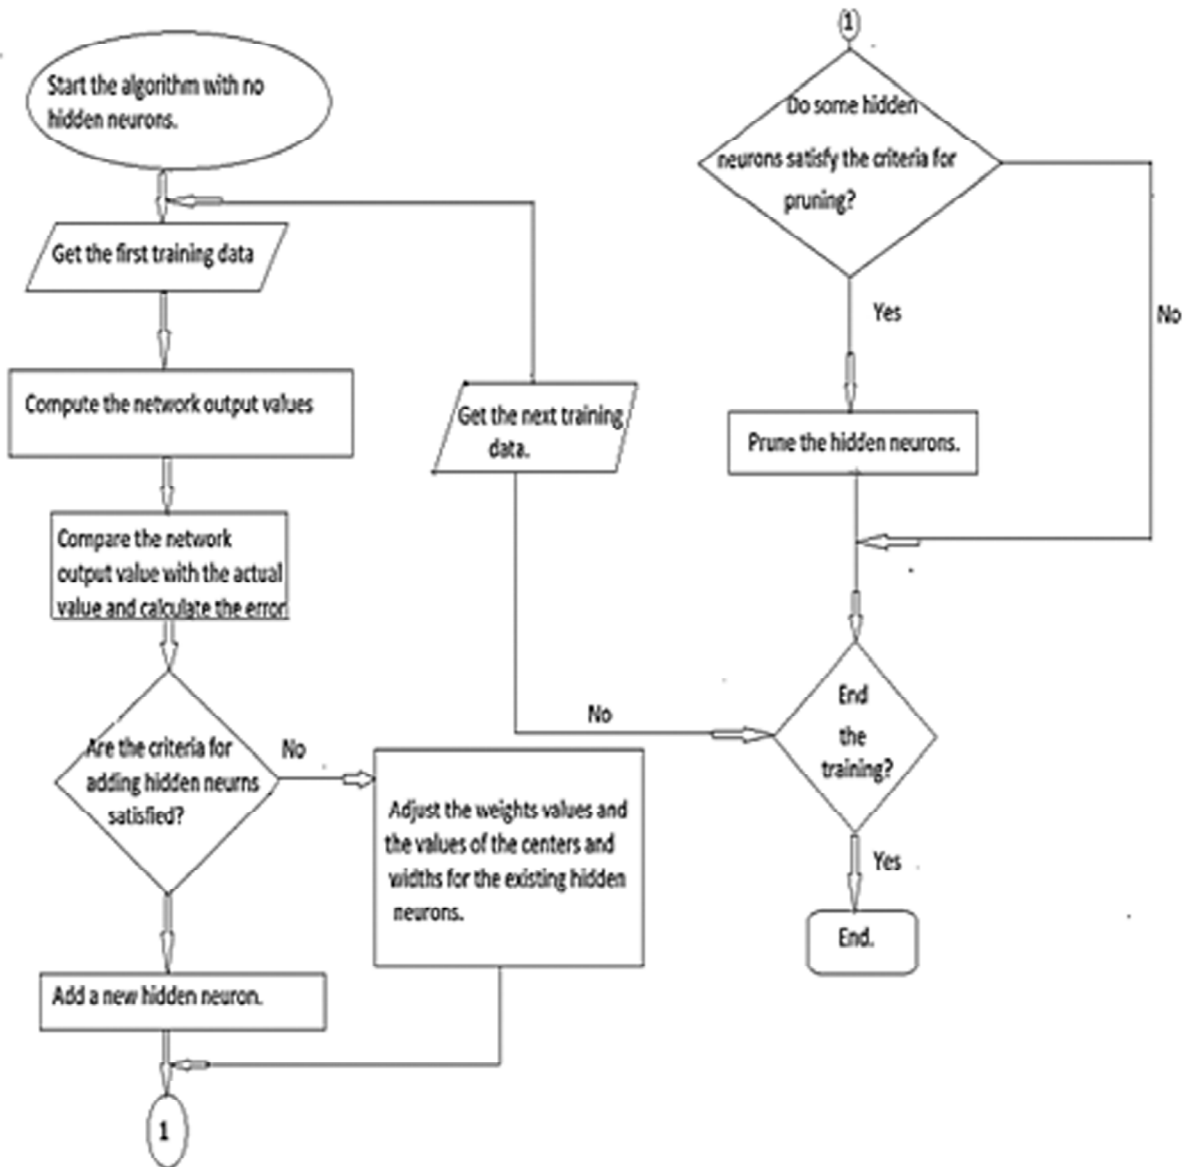 Start the algorithm with no
hidden neurons.
Get the first training data
Compute the network output values
Compare the network
output value with the actual
value and calculate the error
Are the criteria for
adding hidden neurns
satisfied?
No
Adjust the weights values and
the values of the centers and
widths for the existing hidden
neurons.
Add a new hidden neuron.
1
Get the next training
data.
No
1
Do some hidden
neurons satisfy the criteria for
pruning?
Yes
No
Prune the hidden neurons.
End
the
training?
Yes
End.